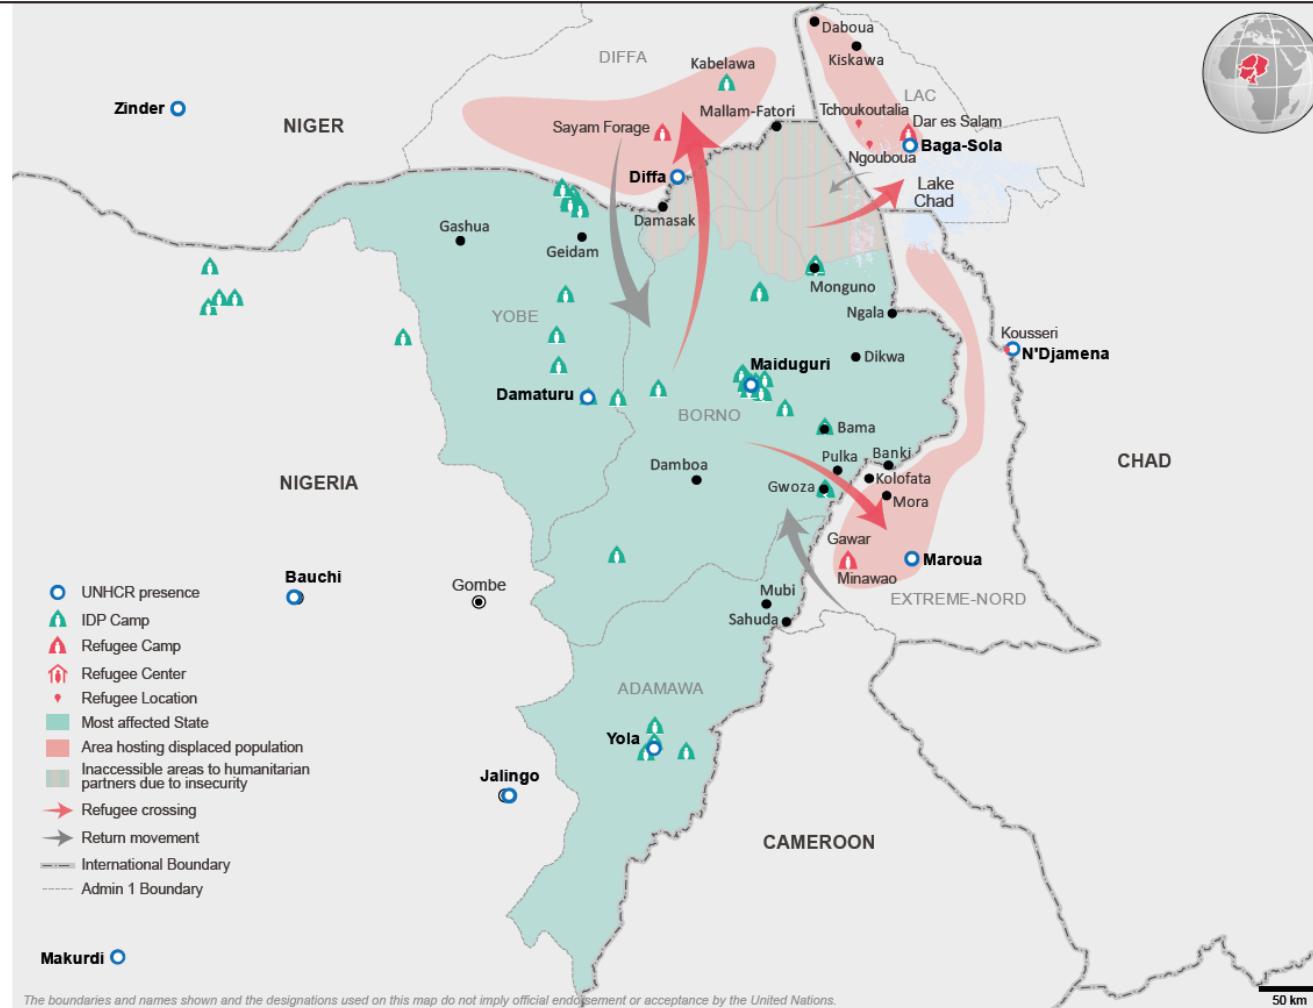 Daboua
Kiskawa
DIFFA
Kabelawa
LAC
Zinder
Tchoukoutalia
Mallam-Fatori
NIGER
Sayam Forage
Dar es Salam
Baga-Sola
Ngouboua
Diffa
Lake
Chad
Damasak
Gashua
Geidam
Monguno
YOBE
Ngala
Kousseri
N'Djamena
Dikwa
Maiduguri
Damaturu
BORNO
Bama
Pulka
Banki
CHAD
Damboa
Kolofata
NIGERIA
Gwoza
Mora
Gawar
Maroua
Minawao
Bauchi
Gombe
Mubi
EXTREME-NORD
Sahuda
UNHCR presence
IDP Camp
Refugee Camp
Refugee Center
Refugee Location
Most affected State
Area hosting displaced population
Inaccessible areas to humanitarian
partners due to insecurity
Refugee crossing
Return movement
International Boundary
Admin 1 Boundary
ADAMAWA
Yola
Jalingo
CAMEROON
Makurdi
The boundaries and names shown and the designations used on this map do not imply official endorsement or acceptance by the United Nations.
50 km